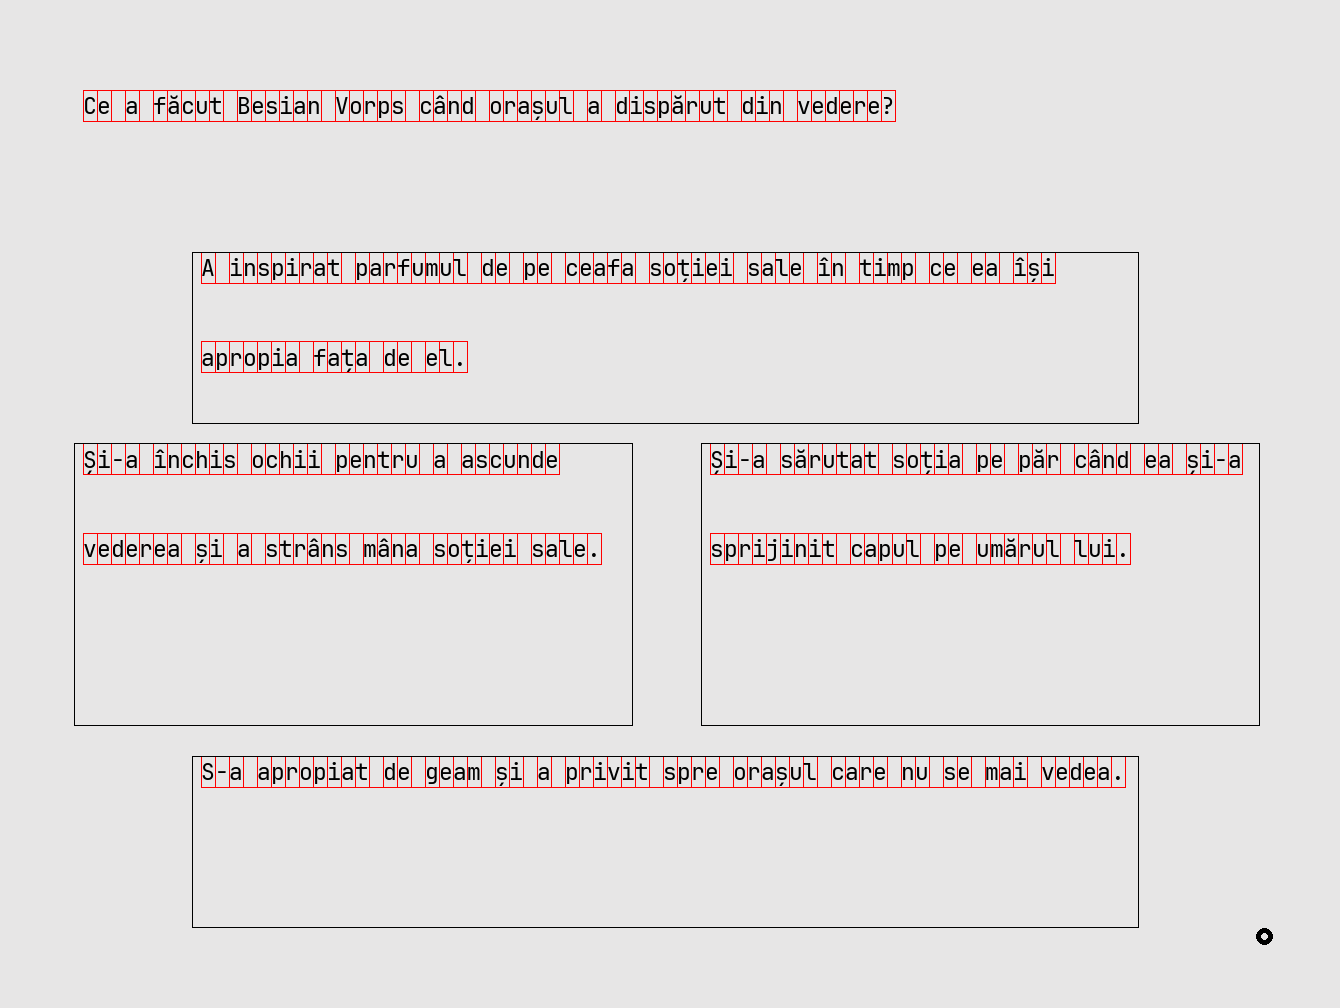 Ce a făcut Besian Vorps când orașul a dispărut din vedere?
A inspirat parfumul de pe ceafa soției sale în timp ce ea își
apropia fața de el.
Și-a închis ochii pentru a ascunde
vederea și a strâns mâna soției sale.
Și-a sărutat soția pe păr când ea și-a
sprijinit capul pe umărul lui.
S-a apropiat de geam și a privit spre orașul care nu se mai vedea.